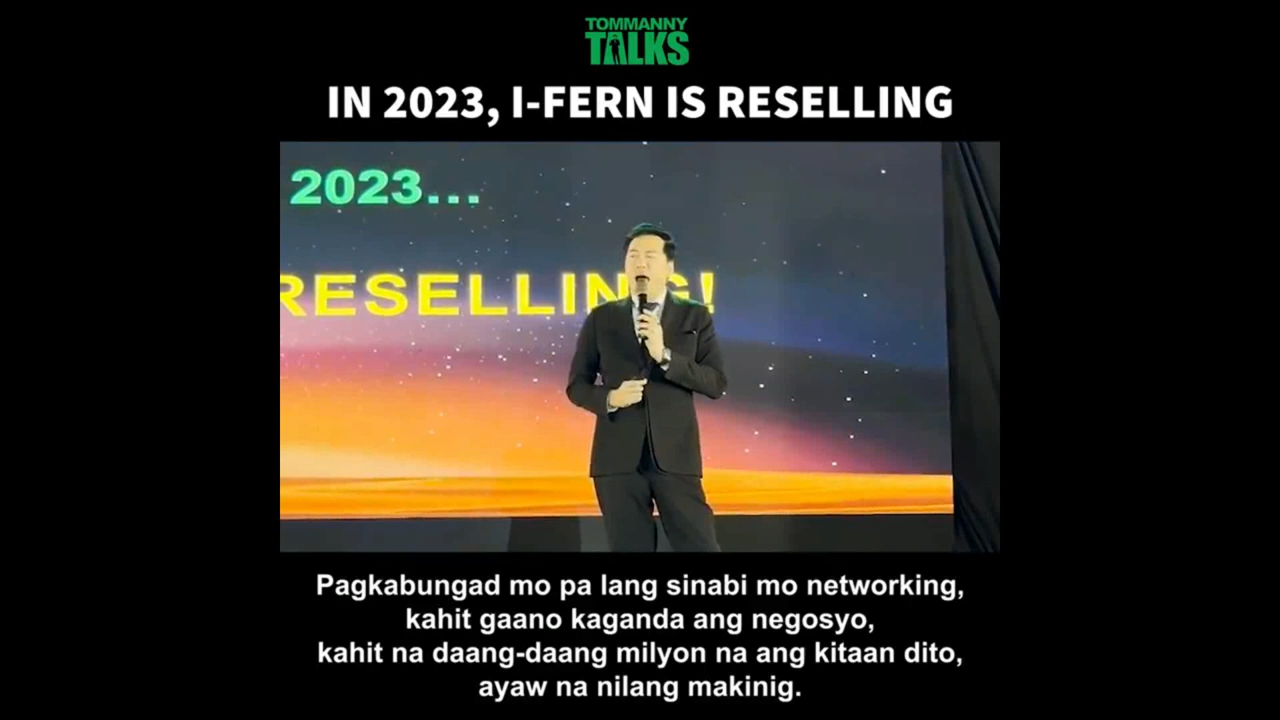 TOMMANNY
TALKS
IN 2023, I-FERN IS RESELLING
2023...
RESELLING!
Pagkabungad mo pa lang sinabi mo networking,
kahit gaano kaganda ang negosyo,
kahit na daang-daang milyon na ang kitaan dito,
ayaw na nilang makinig.